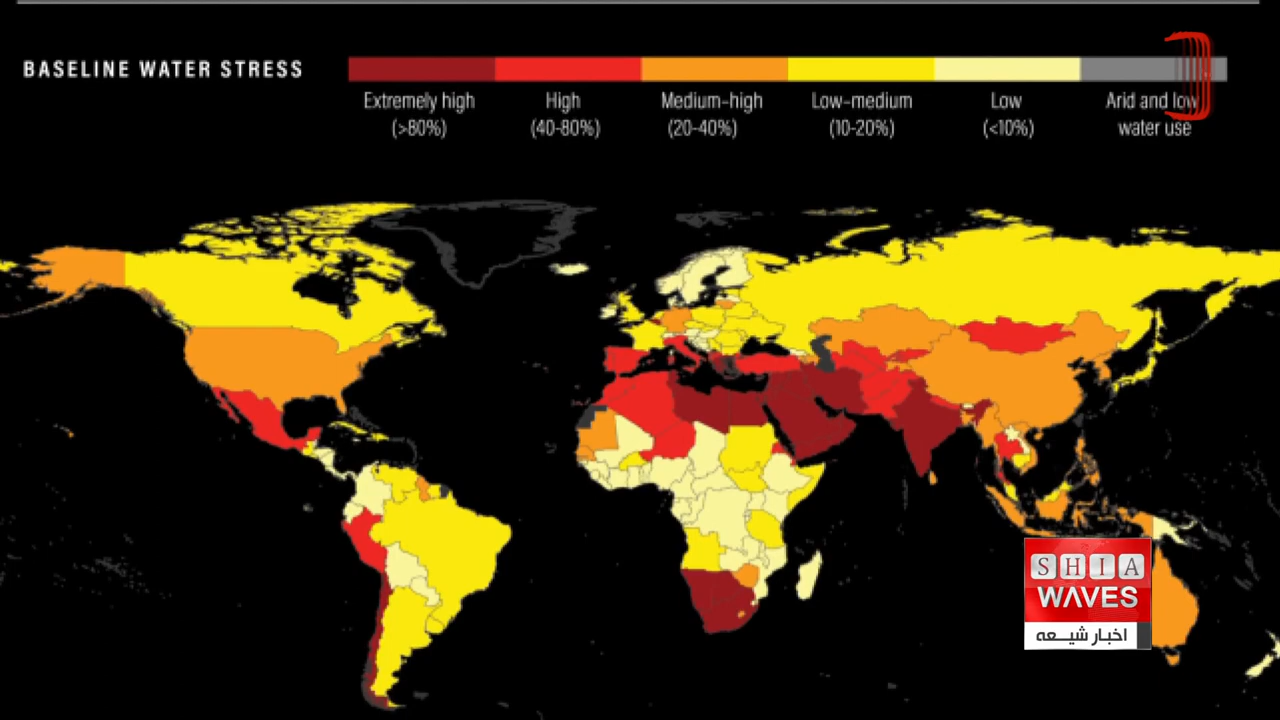 BASELINE WATER STRESS
Extremely high
(>80%)
High
(40-80%)
Medium-high
(20-40%)
Low-medium
(10-20%)
Low
(<10%)
Arid and low
water use
SHIA
WAVES
اخبار شیعه